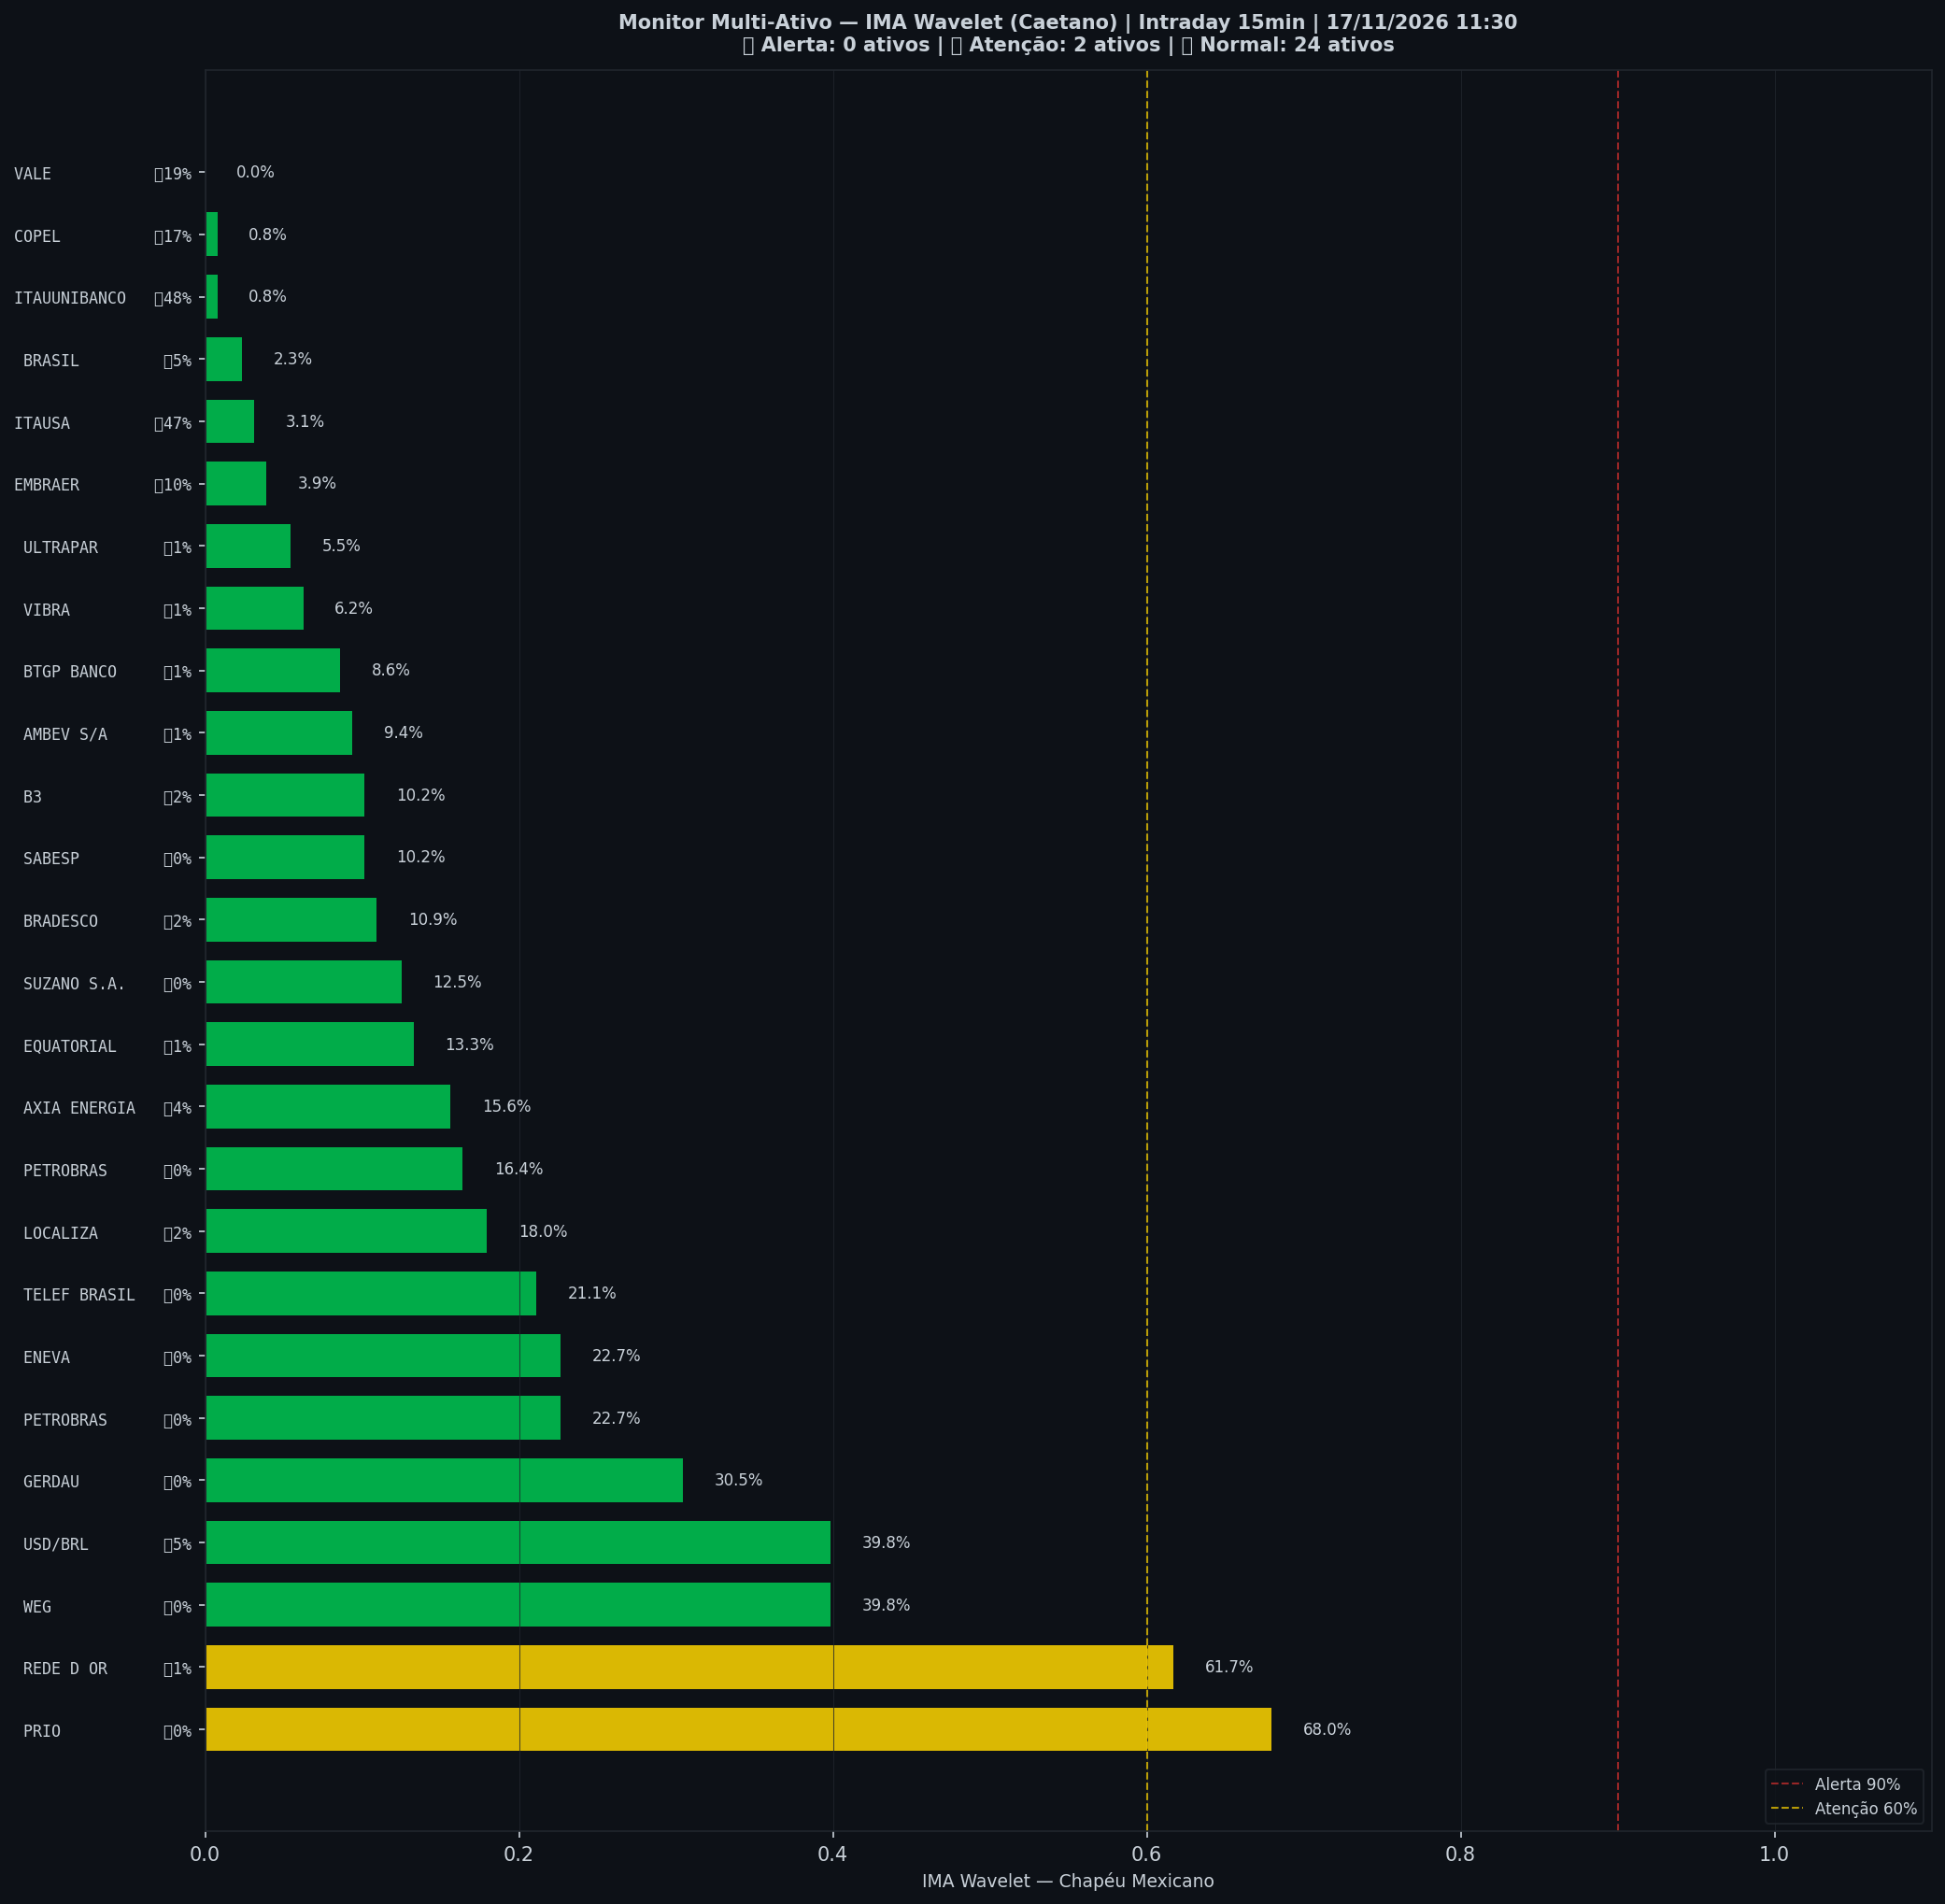 Monitor Multi-Ativo — IMA Wavelet (Caetano) | Intraday 15min | 17/11/2026 11:30
▯ Alerta: 0 ativos | ▯ Atenção: 2 ativos | ▯ Normal: 24 ativos
VALE ▯19% 0.0%
COPEL ▯17% 0.8%
ITAUUNIBANCO ▯48% 0.8%
BRASIL ▯5% 2.3%
ITAUSA ▯47% 3.1%
EMBRAER ▯10% 3.9%
ULTRAPAR ▯1% 5.5%
VIBRA ▯1% 6.2%
BTGP BANCO ▯1% 8.6%
AMBEV S/A ▯1% 9.4%
B3 ▯2% 10.2%
SABESP ▯0% 10.2%
BRADESCO ▯2% 10.9%
SUZANO S.A. ▯0% 12.5%
EQUATORIAL ▯1% 13.3%
AXIA ENERGIA ▯4% 15.6%
PETROBRAS ▯0% 16.4%
LOCALIZA ▯2% 18.0%
TELEF BRASIL ▯0% 21.1%
ENEVA ▯0% 22.7%
PETROBRAS ▯0% 22.7%
GERDAU ▯0% 30.5%
USD/BRL ▯5% 39.8%
WEG ▯0% 39.8%
REDE D OR ▯1% 61.7%
PRIO ▯0% 68.0%
Alerta 90%
Atenção 60%
0.0 0.2 0.4 0.6 0.8 1.0
IMA Wavelet — Chapéu Mexicano